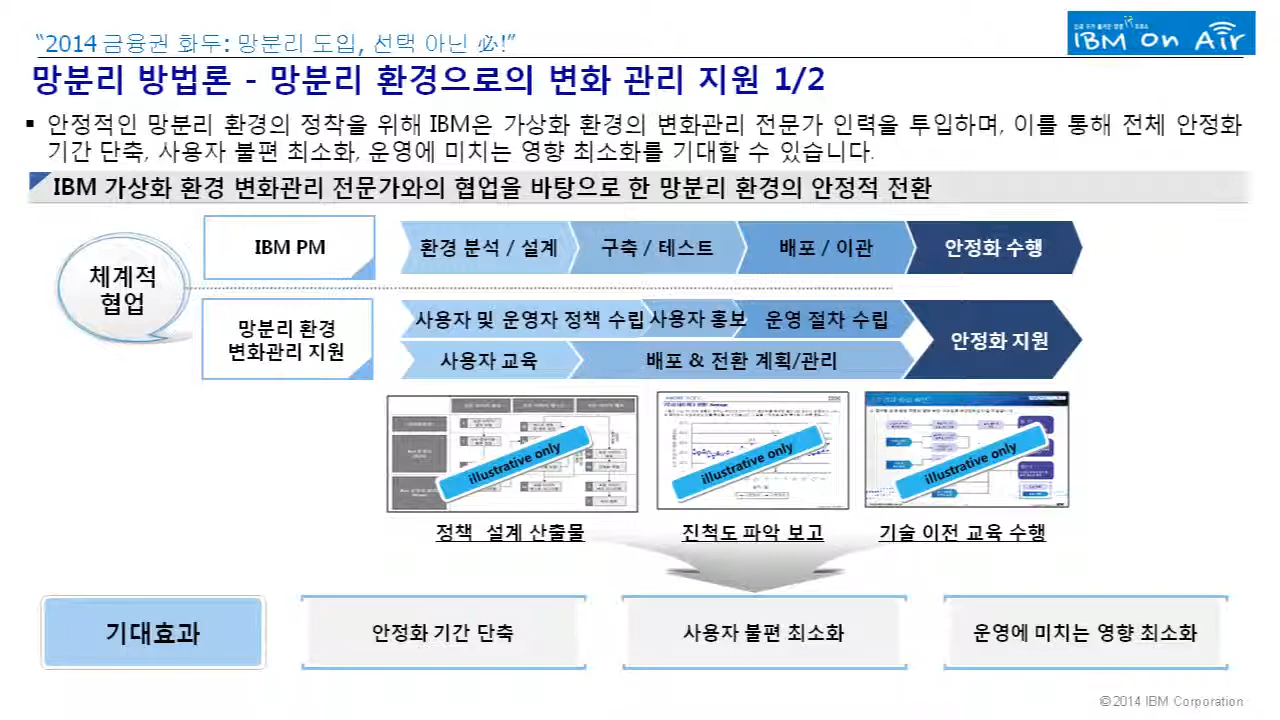 "2014 금융권 화두: 망분리 도입, 선택 아닌 必!"
IBM On Air
망분리 방법론 - 망분리 환경으로의 변화 관리 지원 1/2
▪ 안정적인 망분리 환경의 정착을 위해 IBM은 가상화 환경의 변화관리 전문가 인력을 투입하며, 이를 통해 전체 안정화
기간 단축, 사용자 불편 최소화, 운영에 미치는 영향 최소화를 기대할 수 있습니다.
IBM 가상화 환경 변화관리 전문가와의 협업을 바탕으로 한 망분리 환경의 안정적 전환
체계적
협업
IBM PM
환경 분석 / 설계
구축 / 테스트
배포 / 이관
안정화 수행
망분리 환경
변화관리 지원
사용자 및 운영자 정책 수립
사용자 홍보
운영 절차 수립
사용자 교육
배포 & 전환 계획/관리
안정화 지원
illustrative only
illustrative only
illustrative only
정책 설계 산출물
진척도 파악 보고
기술 이전 교육 수행
기대효과
안정화 기간 단축
사용자 불편 최소화
운영에 미치는 영향 최소화
© 2014 IBM Corporation